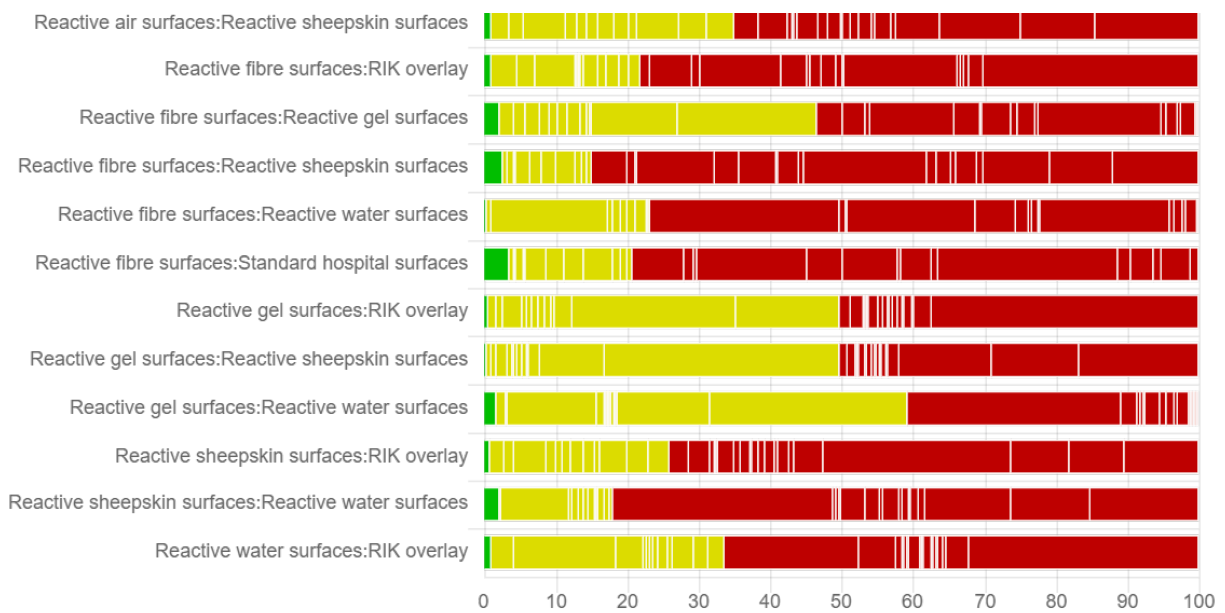 Reactive air surfaces:Reactive sheepskin surfaces
Reactive fibre surfaces:RIK overlay
Reactive fibre surfaces:Reactive gel surfaces
Reactive fibre surfaces:Reactive sheepskin surfaces
Reactive fibre surfaces:Reactive water surfaces
Reactive fibre surfaces:Standard hospital surfaces
Reactive gel surfaces:RIK overlay
Reactive gel surfaces:Reactive sheepskin surfaces
Reactive gel surfaces:Reactive water surfaces
Reactive sheepskin surfaces:RIK overlay
Reactive sheepskin surfaces:Reactive water surfaces
Reactive water surfaces:RIK overlay
0 10 20 30 40 50 60 70 80 90 100